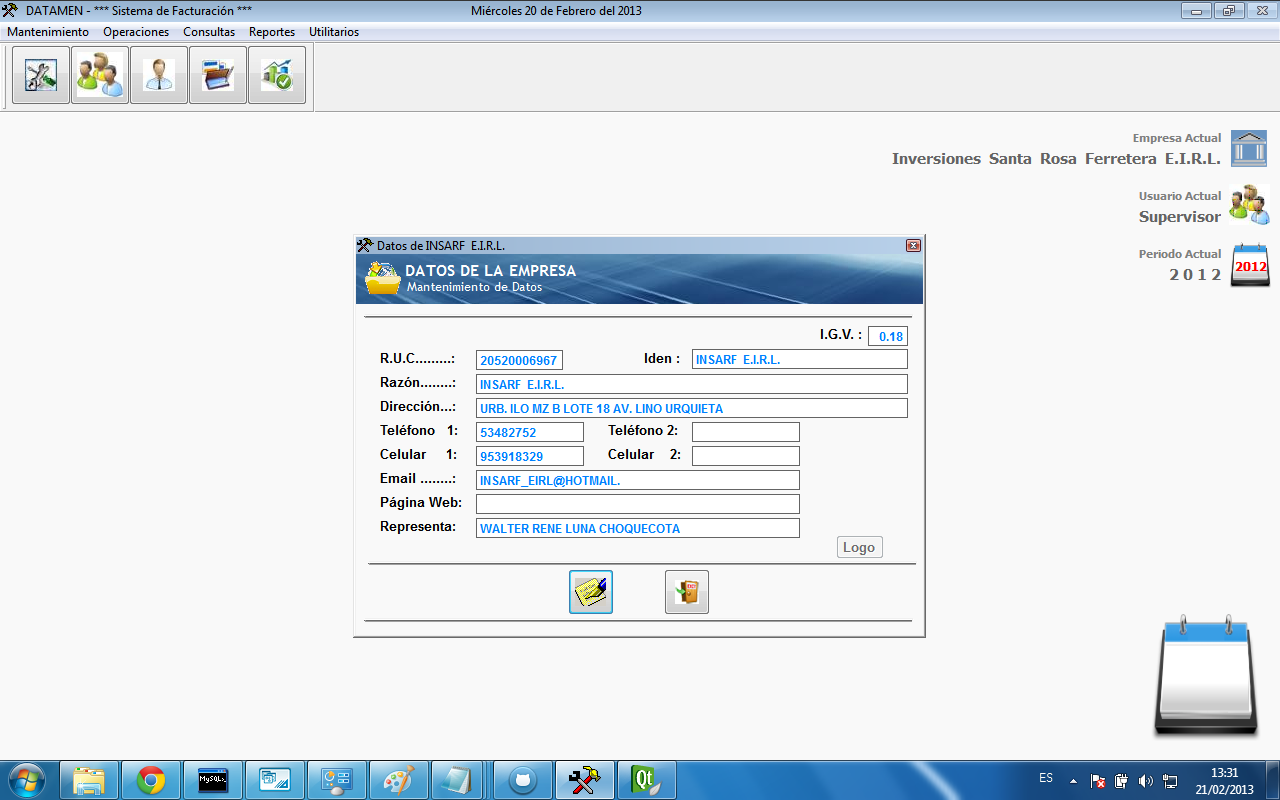 DATAMEN - *** Sistema de Facturación ***
Miércoles 20 de Febrero del 2013
Mantenimiento Operaciones Consultas Reportes Utilitarios
Empresa Actual
Inversiones Santa Rosa Ferretera E.I.R.L.
Usuario Actual
Supervisor
Periodo Actual
2 0 1 2
2012
Datos de INSARF E.I.R.L.
DATOS DE LA EMPRESA
Mantenimiento de Datos
I.G.V. : 0.18
R.U.C.........: 20520006967 Iden : INSARF E.I.R.L.
Razón........: INSARF E.I.R.L.
Dirección...: URB. ILO MZ B LOTE 18 AV. LINO URQUIETA
Teléfono 1: 53482752 Teléfono 2:
Celular 1: 953918329 Celular 2:
Email ........: INSARF_EIRL@HOTMAIL.
Página Web:
Representa: WALTER RENE LUNA CHOQUECOTA
Logo
EXIT
MySQL
Qt
ES
13:31
21/02/2013